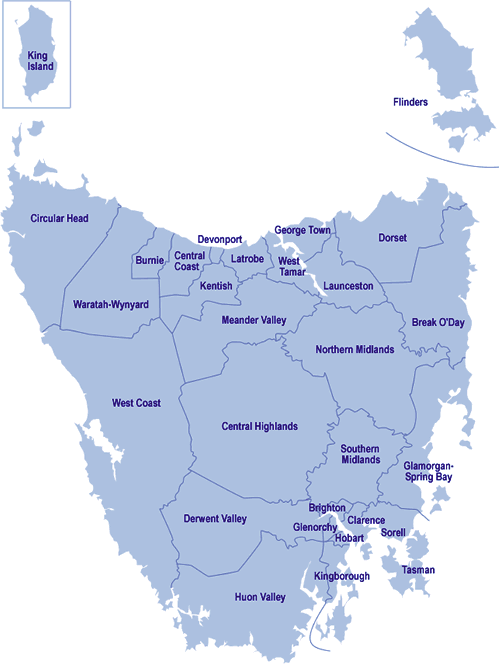 King
Island
Flinders
Circular Head
George Town
Devonport
Dorset
Burnie
Central
Coast
Latrobe
West
Tamar
Kentish
Launceston
Waratah-Wynyard
Meander Valley
Break O'Day
Northern Midlands
West Coast
Central Highlands
Southern
Midlands
Glamorgan-
Spring Bay
Brighton
Derwent Valley
Clarence
Glenorchy
Sorell
Hobart
Tasman
Kingborough
Huon Valley